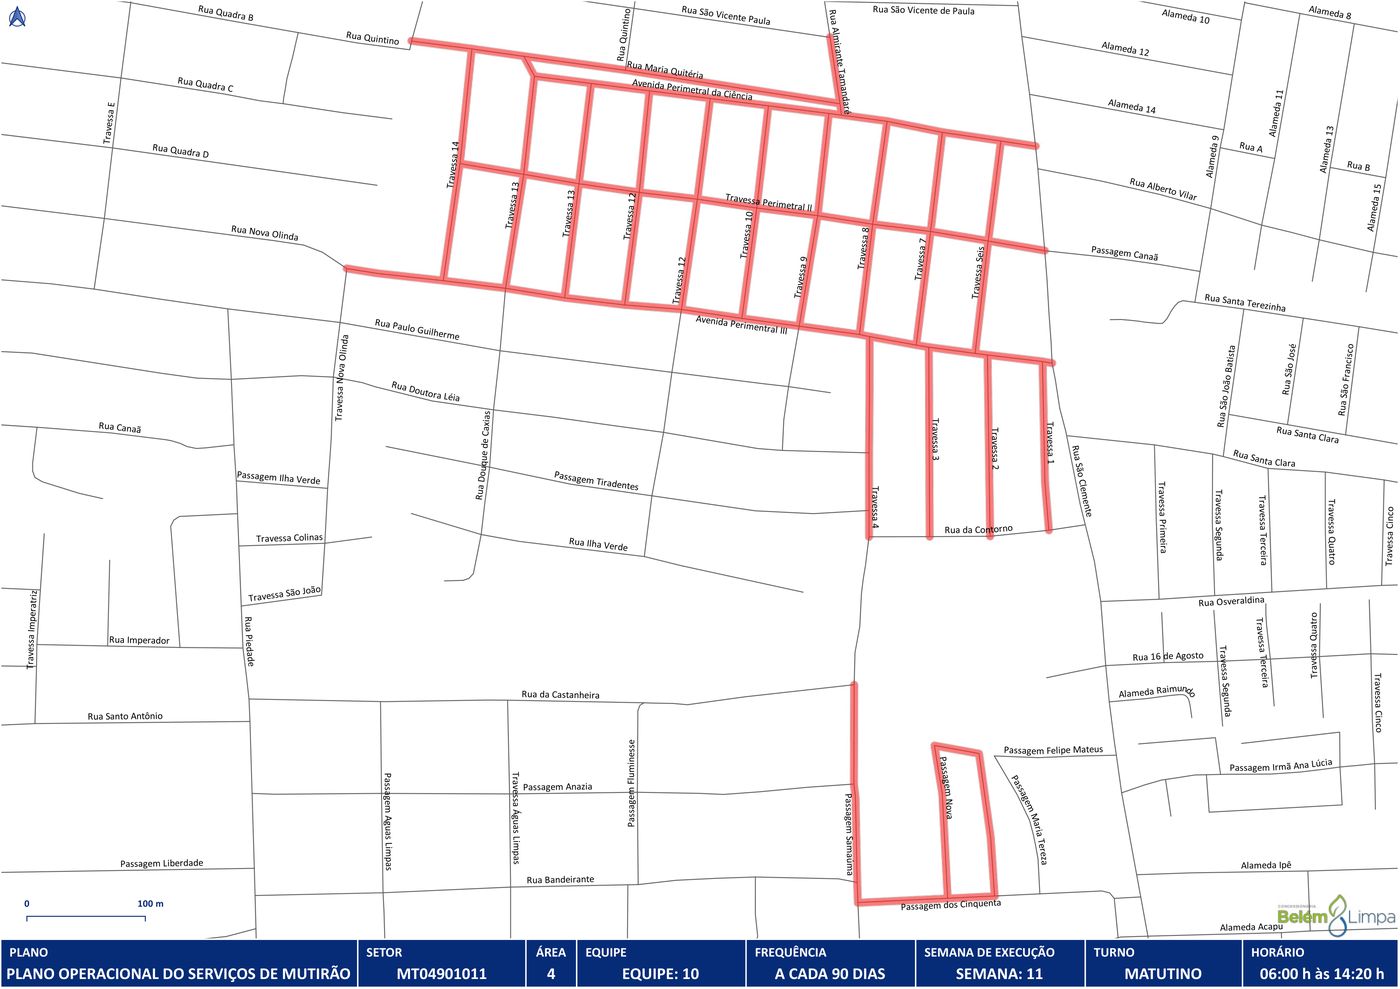 Rua Quadra B
Rua Quintino
Rua Quintino
Rua São Vicente Paula
Rua São Vicente de Paula
Rua Almirante Tamandaré
Alameda 10
Alameda 8
Alameda 12
Alameda 14
Alameda 11
Alameda 13
Alameda 9
Alameda 15
Rua A
Rua B
Rua Alberto Vilar
Rua Maria Quitéria
Avenida Perimetral da Ciência
Rua Quadra C
Travessa E
Rua Quadra D
Travessa 14
Travessa 13
Travessa 13
Travessa 12
Travessa Perimetral II
Travessa 12
Travessa 10
Travessa 9
Travessa 8
Travessa 7
Travessa Seis
Passagem Canaã
Rua Nova Olinda
Rua Santa Terezinha
Avenida Perimentral III
Rua Paulo Guilherme
Travessa Nova Olinda
Rua Doutora Léia
Rua Douque de Caxias
Rua São João Batista
Rua São José
Rua São Francisco
Rua Santa Clara
Rua Santa Clara
Rua Canaã
Passagem Ilha Verde
Passagem Tiradentes
Travessa 4
Travessa 3
Travessa 2
Travessa 1
Rua São Clemente
Travessa Primeira
Travessa Segunda
Travessa Terceira
Travessa Quatro
Travessa Cinco
Travessa Colinas
Rua Ilha Verde
Rua da Contorno
Travessa São João
Rua Osveraldina
Travessa Imperatriz
Rua Imperador
Rua Piedade
Rua 16 de Agosto
Travessa Segunda
Travessa Terceira
Travessa Quatro
Travessa Cinco
Alameda Raimundo
Rua da Castanheira
Rua Santo Antônio
Passagem Felipe Mateus
Passagem Irmã Ana Lúcia
Passagem Aguas Limpas
Travessa Águas Limpas
Passagem Fluminesse
Passagem Anazia
Passagem Samaúma
Passagem Nova
Passagem Maria Tereza
Passagem Liberdade
Rua Bandeirante
Passagem dos Cinquenta
Alameda Ipê
Alameda Acapu
0 100 m
CONCESSIONÁRIA
Belém Limpa
PLANO
PLANO OPERACIONAL DO SERVIÇOS DE MUTIRÃO
SETOR
MT04901011
ÁREA
4
EQUIPE
EQUIPE: 10
FREQUÊNCIA
A CADA 90 DIAS
SEMANA DE EXECUÇÃO
SEMANA: 11
TURNO
MATUTINO
HORÁRIO
06:00 h às 14:20 h